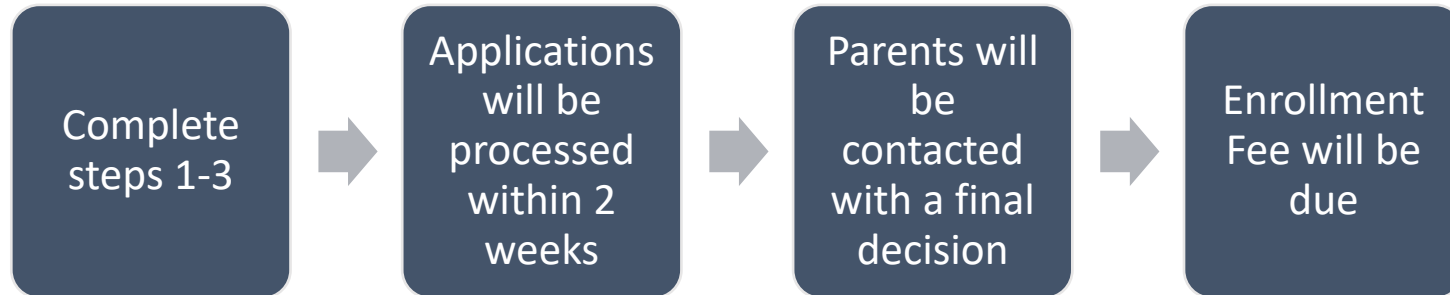 Complete
steps 1-3
Applications
will be
processed
within 2
weeks
Parents will
be
contacted
with a final
decision
Enrollment
Fee will be
due